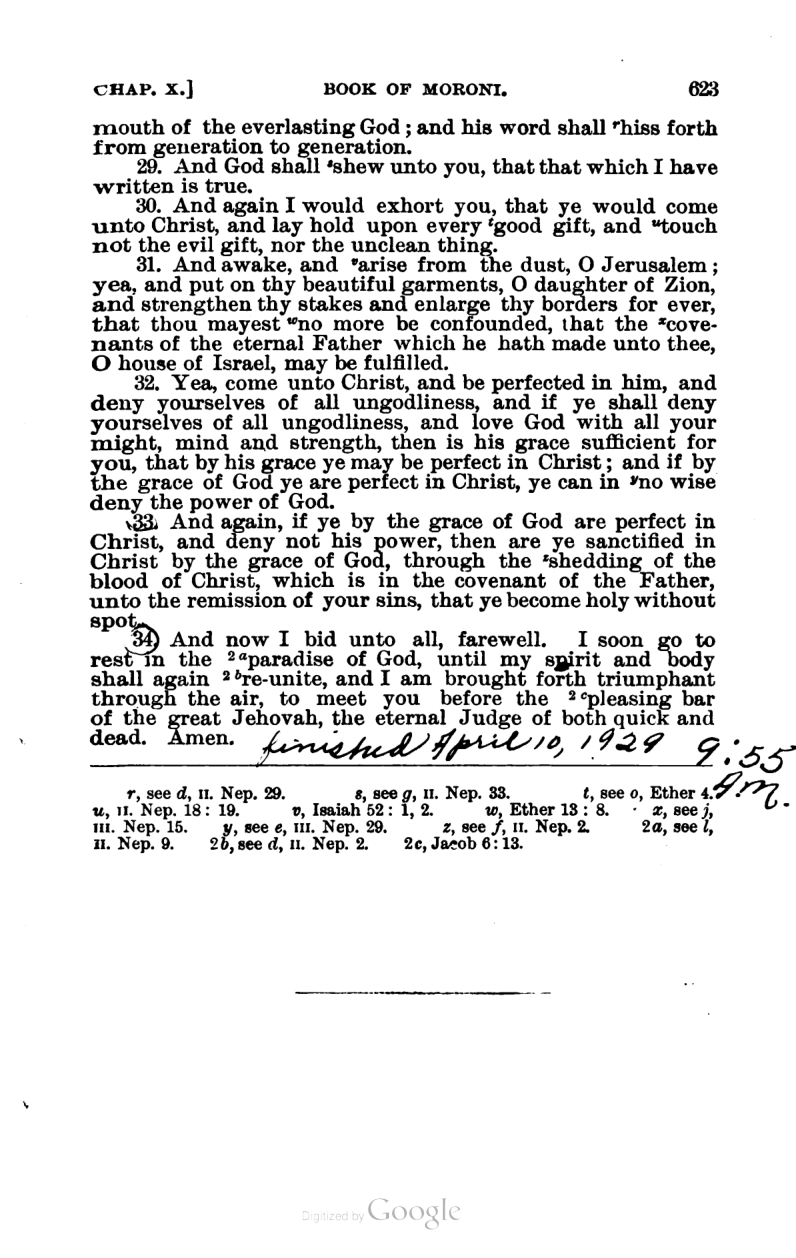 CHAP. X.] BOOK OF MORONI. 623
mouth of the everlasting God; and his word shall ʳhiss forth
from generation to generation.
29. And God shall ˢshew unto you, that that which I have
written is true.
30. And again I would exhort you, that ye would come
unto Christ, and lay hold upon every ᵗgood gift, and ᵘtouch
not the evil gift, nor the unclean thing.
31. And awake, and ᵛarise from the dust, O Jerusalem;
yea, and put on thy beautiful garments, O daughter of Zion,
and strengthen thy stakes and enlarge thy borders for ever,
that thou mayest ʷno more be confounded, that the ˣcove-
nants of the eternal Father which he hath made unto thee,
O house of Israel, may be fulfilled.
32. Yea, come unto Christ, and be perfected in him, and
deny yourselves of all ungodliness, and if ye shall deny
yourselves of all ungodliness, and love God with all your
might, mind and strength, then is his grace sufficient for
you, that by his grace ye may be perfect in Christ; and if by
the grace of God ye are perfect in Christ, ye can in ʸno wise
deny the power of God.
33. And again, if ye by the grace of God are perfect in
Christ, and deny not his power, then are ye sanctified in
Christ by the grace of God, through the ᶻshedding of the
blood of Christ, which is in the covenant of the Father,
unto the remission of your sins, that ye become holy without
spot.
34 And now I bid unto all, farewell. I soon go to
rest in the ²ᵃparadise of God, until my spirit and body
shall again ²ᵇre-unite, and I am brought forth triumphant
through the air, to meet you before the ²ᶜpleasing bar
of the great Jehovah, the eternal Judge of both quick and
dead. Amen. finished April 10, 1929 9:55
P.M.
r, see d, II. Nep. 29. s, see g, II. Nep. 33. t, see o, Ether 4.
u, II. Nep. 18: 19. v, Isaiah 52: 1, 2. w, Ether 13: 8. x, see j,
III. Nep. 15. y, see e, III. Nep. 29. z, see f, II. Nep. 2. 2a, see l,
II. Nep. 9. 2b, see d, II. Nep. 2. 2c, Jacob 6: 13.
Digitized by Google